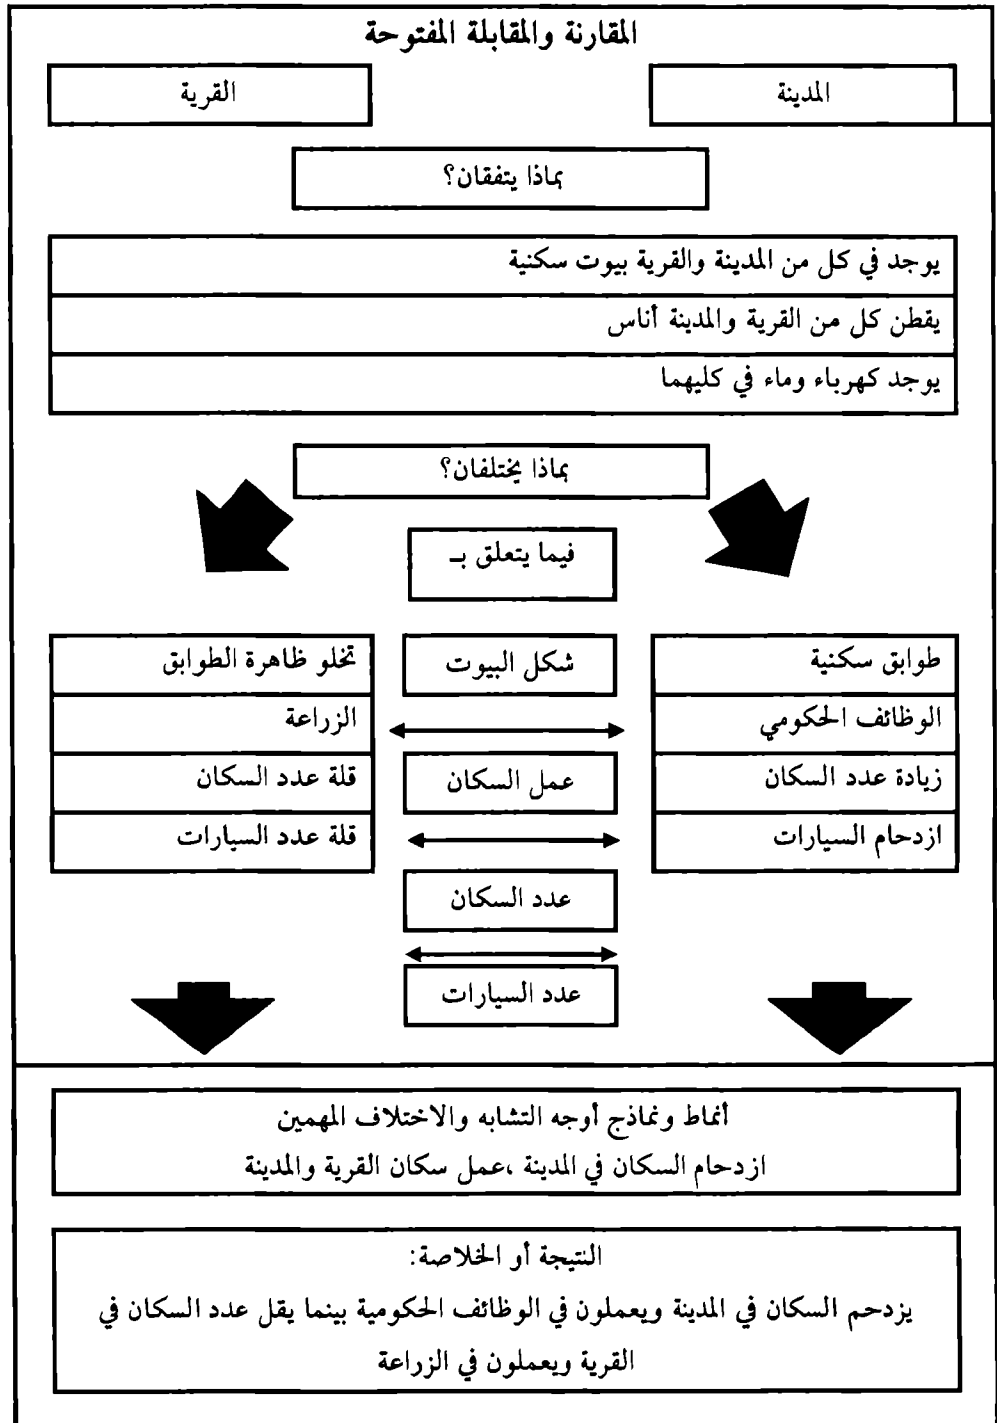 المقارنة والمقابلة المفتوحة
المدينة
القرية
بماذا يتفقان؟
يوجد في كل من المدينة والقرية بيوت سكنية
يقطن كل من القرية والمدينة أناس
يوجد كهرباء وماء في كليهما
بماذا يختلفان؟
فيما يتعلق بـ
طوابق سكنية
شكل البيوت
تخلو ظاهرة الطوابق
الوظائف الحكومي
الزراعة
زيادة عدد السكان
عمل السكان
قلة عدد السكان
ازدحام السيارات
قلة عدد السيارات
عدد السكان
عدد السيارات
أنماط ونماذج أوجه التشابه والاختلاف المهمين
ازدحام السكان في المدينة ،عمل سكان القرية والمدينة
النتيجة أو الخلاصة:
يزدحم السكان في المدينة ويعملون في الوظائف الحكومية بينما يقل عدد السكان في
القرية ويعملون في الزراعة